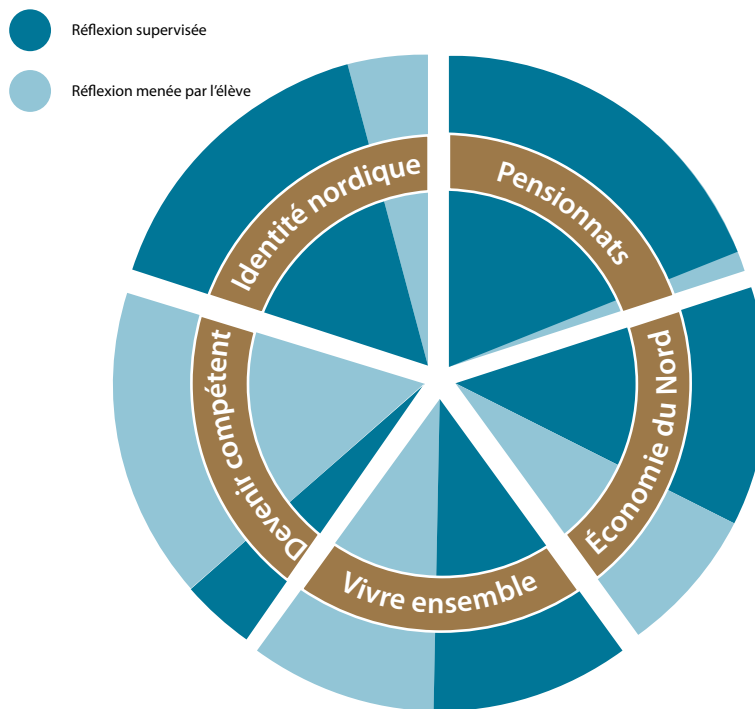 Réflexion supervisée
Réflexion menée par l'élève
Identité nordique
Pensionnats
Économie du Nord
Vivre ensemble
Devenir compétent